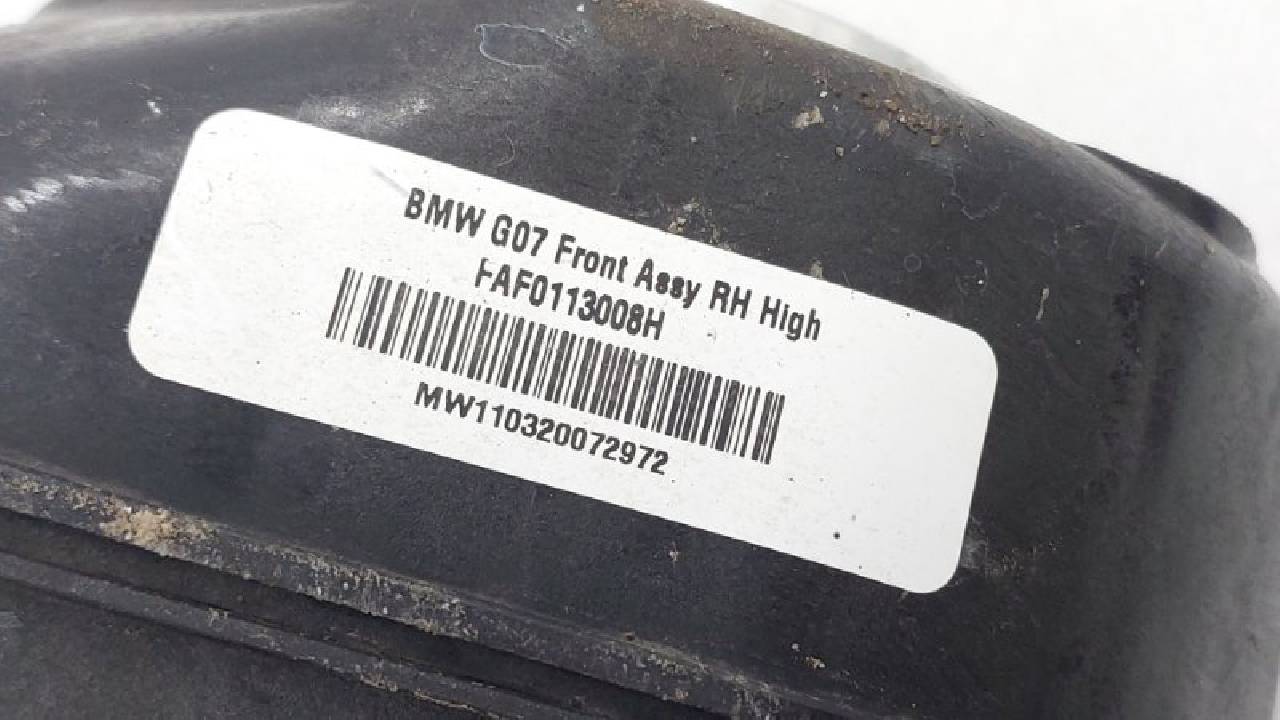 BMW G07 Front Assy RH High
FAF0113008H
MW110320072972